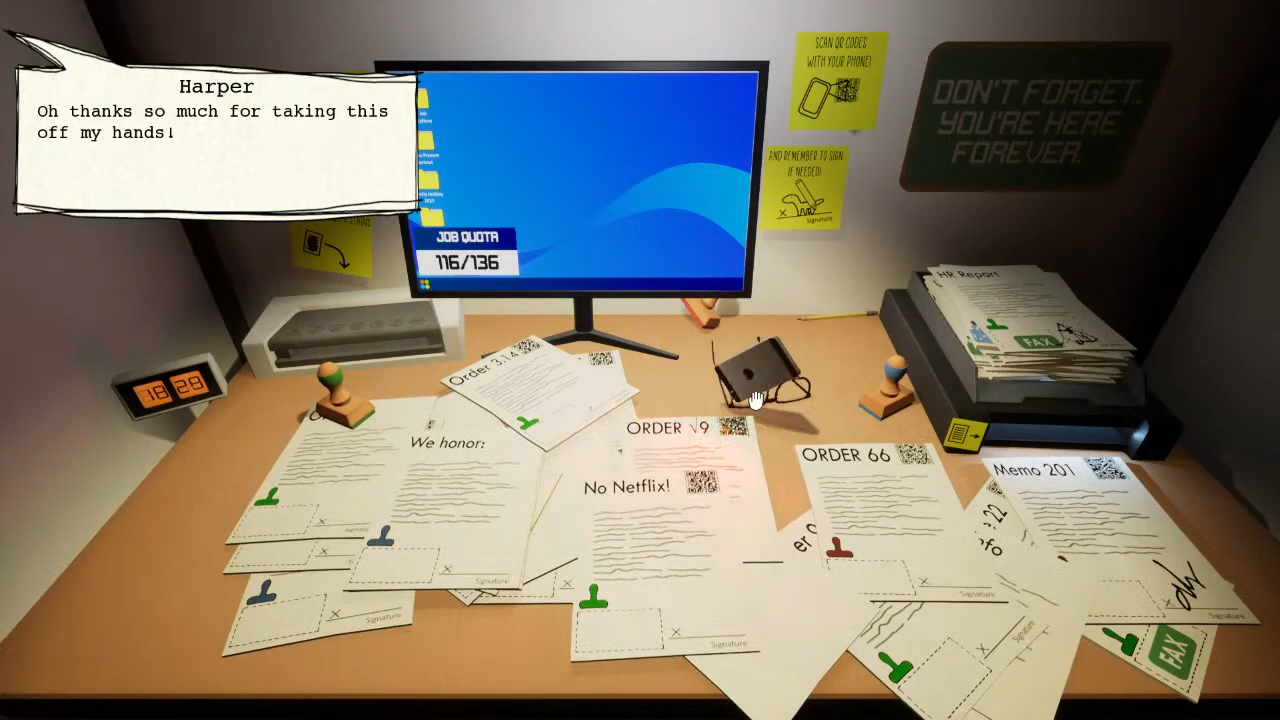 Harper
Oh thanks so much for taking this
off my hands!
SCAN QR CODES
WITH YOUR PHONE!
AND REMEMBER TO SIGN
IF NEEDED!
Signature
DON'T FORGET.
YOU'RE HERE
FOREVER.
JOB QUOTA
116/136
18 28
HR Report
FAX
Order 3.14
We honor:
Signature
Signature
ORDER √9
No Netflix!
Signature
ORDER 66
Signature
Memo 201
Signature
Signature
FAX